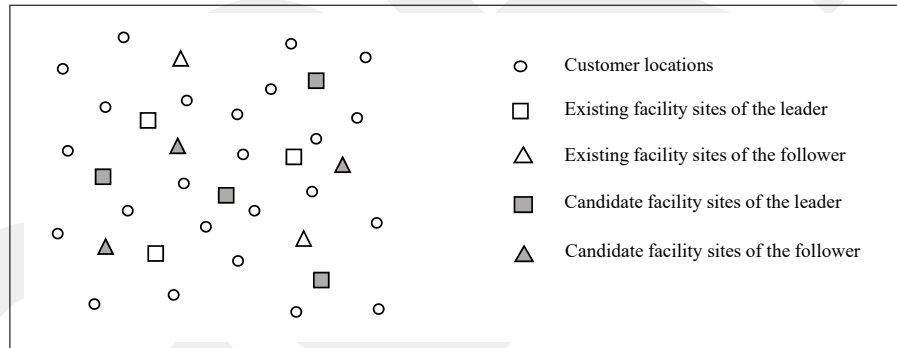 Customer locations
Existing facility sites of the leader
Existing facility sites of the follower
Candidate facility sites of the leader
Candidate facility sites of the follower